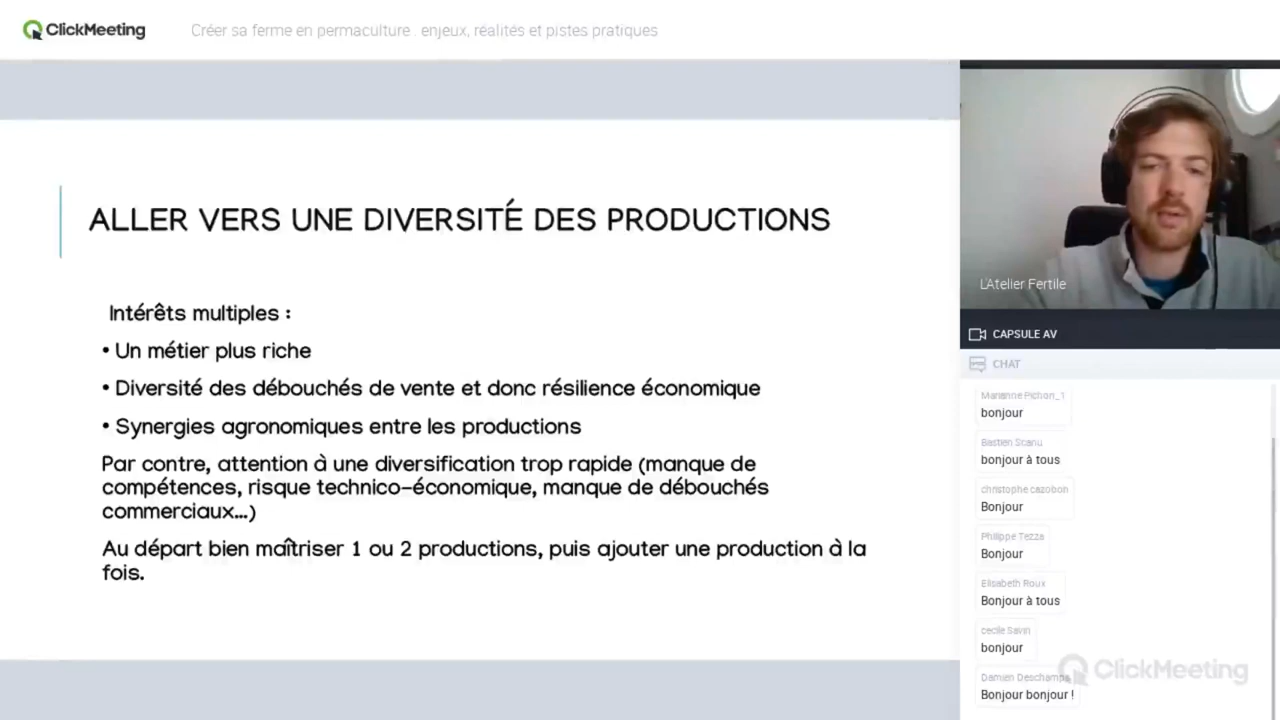 ClickMeeting
Créer sa ferme en permaculture : enjeux, réalités et pistes pratiques
ALLER VERS UNE DIVERSITÉ DES PRODUCTIONS
Intérêts multiples :
• Un métier plus riche
• Diversité des débouchés de vente et donc résilience économique
• Synergies agronomiques entre les productions
Par contre, attention à une diversification trop rapide (manque de
compétences, risque technico-économique, manque de débouchés
commerciaux...)
Au départ bien maîtriser 1 ou 2 productions, puis ajouter une production à la
fois.
L'Atelier Fertile
CAPSULE AV
CHAT
Marianne Pichon_1
bonjour
Bastien Scanu
bonjour à tous
christophe cazobon
Bonjour
Philippe Tezza
Bonjour
Elisabeth Roux
Bonjour à tous
cecile Savin
bonjour
Damien Deschamps
Bonjour bonjour !
ClickMeeting